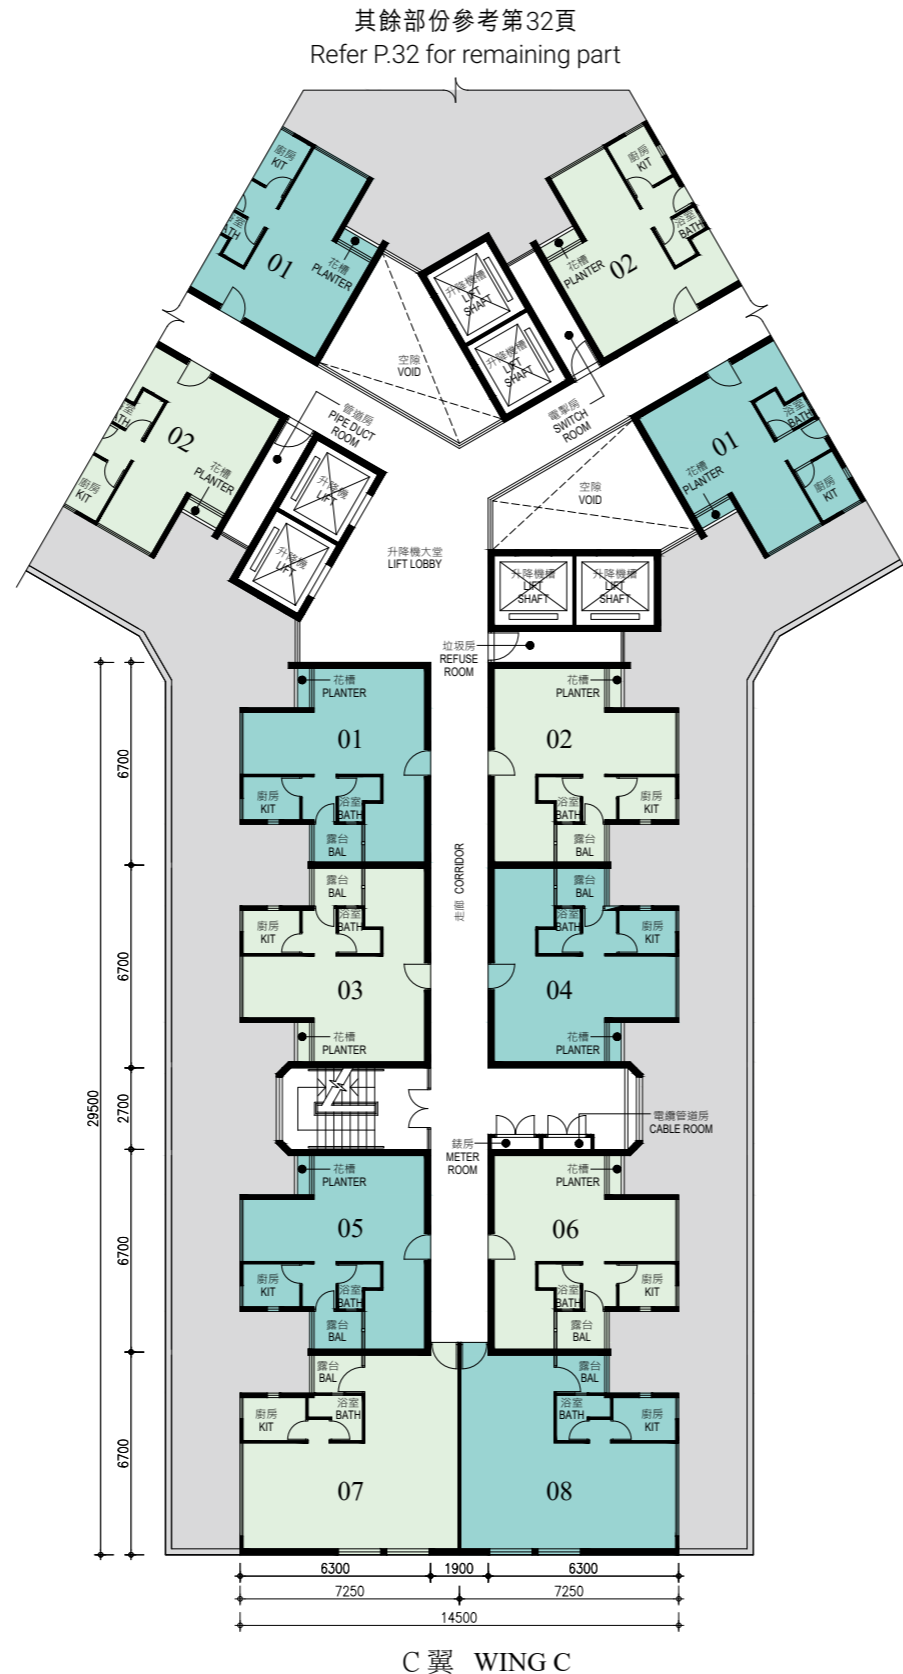 其餘部份參考第32頁
Refer P.32 for remaining part
廚房
KIT
浴室
BATH
01
花槽
PLANTER
廚房
KIT
浴室
BATH
02
花槽
PLANTER
升降機槽
LIFT
SHAFT
升降機槽
LIFT
SHAFT
空隙
VOID
電掣房
SWITCH
ROOM
管道房
PIPE DUCT
ROOM
浴室
BATH
02
花槽
PLANTER
廚房
KIT
升降機
LIFT
升降機
LIFT
01
浴室
BATH
花槽
PLANTER
廚房
KIT
空隙
VOID
升降機大堂
LIFT LOBBY
升降機槽
LIFT
SHAFT
升降機槽
LIFT
SHAFT
垃圾房
REFUSE
ROOM
花槽
PLANTER
01
廚房
KIT
浴室
BATH
露台
BAL
花槽
PLANTER
02
浴室
BATH
廚房
KIT
露台
BAL
走廊 CORRIDOR
露台
BAL
廚房
KIT
浴室
BATH
03
花槽
PLANTER
露台
BAL
浴室
BATH
廚房
KIT
04
花槽
PLANTER
電纜管道房
CABLE ROOM
錶房
METER
ROOM
花槽
PLANTER
05
廚房
KIT
浴室
BATH
露台
BAL
花槽
PLANTER
06
浴室
BATH
廚房
KIT
露台
BAL
露台
BAL
浴室
BATH
廚房
KIT
07
露台
BAL
浴室
BATH
廚房
KIT
08
29500
6700
6700
2700
6700
6700
6300 1900 6300
7250 7250
14500
C 翼 WING C